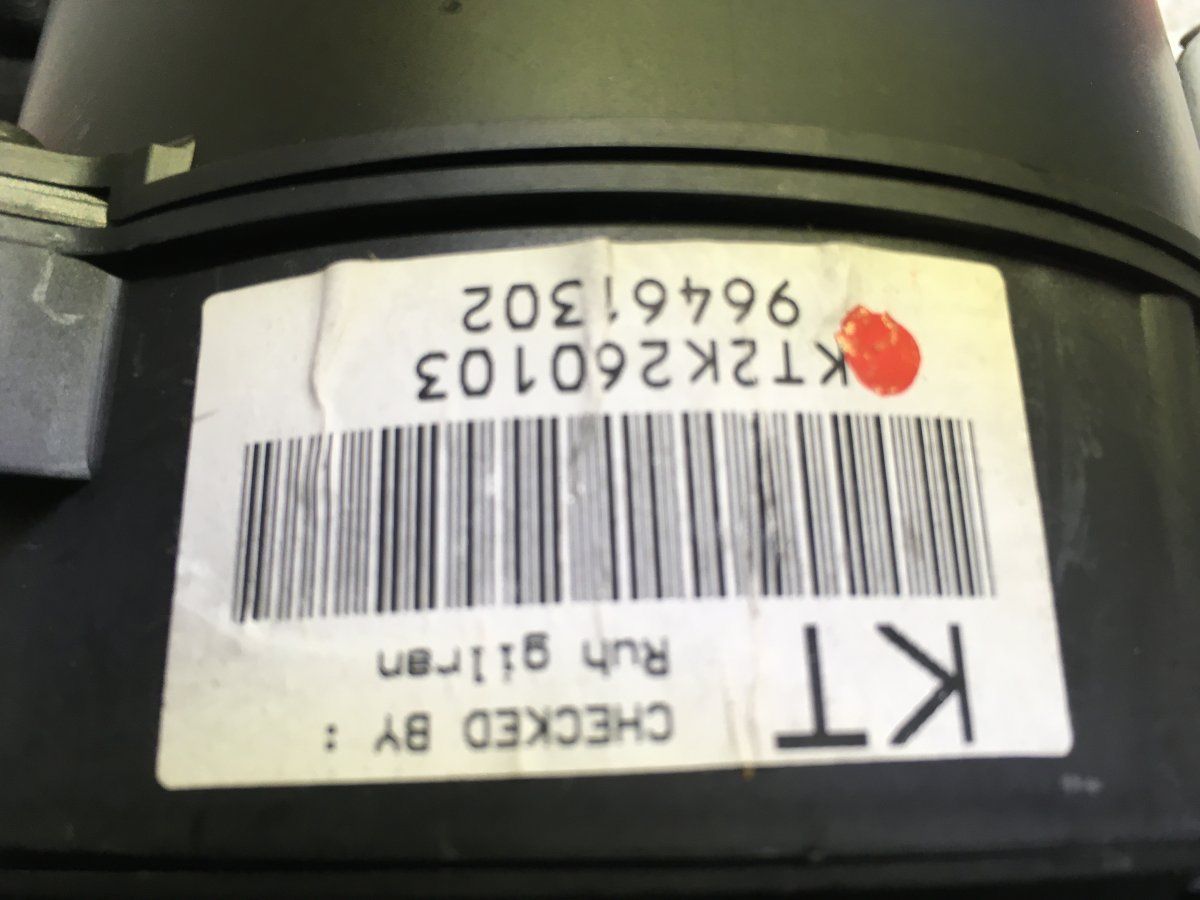 KT
CHECKED BY :
Ruh gilran
KT2K260103
96461302